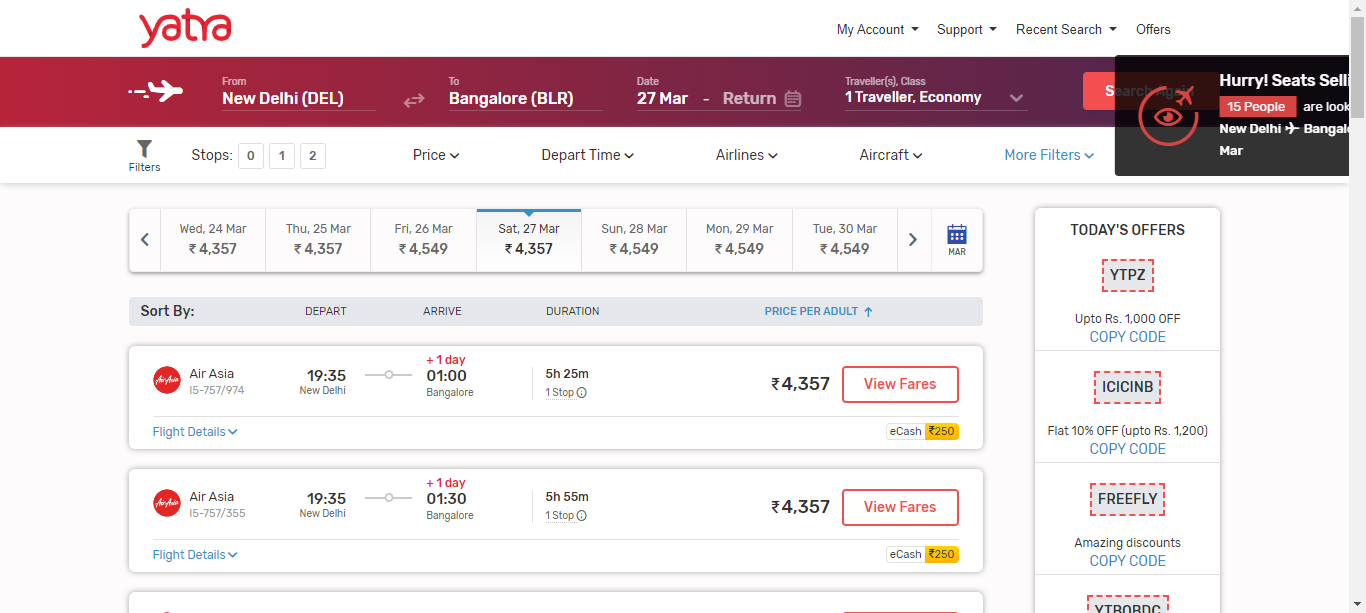 yatra
My Account Support Recent Search Offers
From
New Delhi (DEL)
To
Bangalore (BLR)
Date
27 Mar - Return
Traveller(s), Class
1 Traveller, Economy
Search Again
Hurry! Seats Selli
15 People are look
New Delhi Bangalo
Mar
Filters
Stops: 0 1 2
Price
Depart Time
Airlines
Aircraft
More Filters
Wed, 24 Mar
₹ 4,357
Thu, 25 Mar
₹ 4,357
Fri, 26 Mar
₹ 4,549
Sat, 27 Mar
₹ 4,357
Sun, 28 Mar
₹ 4,549
Mon, 29 Mar
₹ 4,549
Tue, 30 Mar
₹ 4,549
MAR
Sort By: DEPART ARRIVE DURATION PRICE PER ADULT
AirAsia
Air Asia
I5-757/974
19:35
New Delhi
+ 1 day
01:00
Bangalore
5h 25m
1 Stop
₹4,357
View Fares
Flight Details
eCash ₹250
AirAsia
Air Asia
I5-757/355
19:35
New Delhi
+ 1 day
01:30
Bangalore
5h 55m
1 Stop
₹4,357
View Fares
Flight Details
eCash ₹250
TODAY'S OFFERS
YTPZ
Upto Rs. 1,000 OFF
COPY CODE
ICICINB
Flat 10% OFF (upto Rs. 1,200)
COPY CODE
FREEFLY
Amazing discounts
COPY CODE